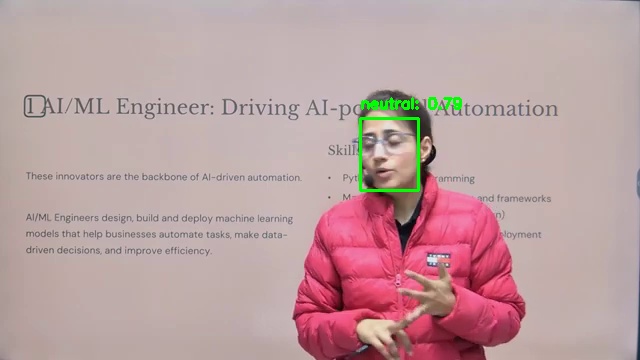 1 AI/ML Engineer: Driving AI-po Automation
neutral: 0.79
Skills
These innovators are the backbone of AI-driven automation.
• Pyt ramming
• M and frameworks
AI/ML Engineers design, build and deploy machine learning
n)
models that help businesses automate tasks, make data-
• ployment
driven decisions, and improve efficiency.
TOMMY